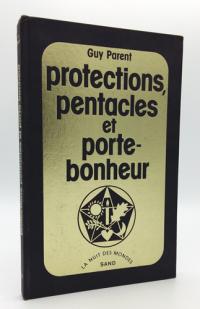 Guy Parent
protections,
pentacles
et
porte-
bonheur
LA NUIT DES MONDES
SAND